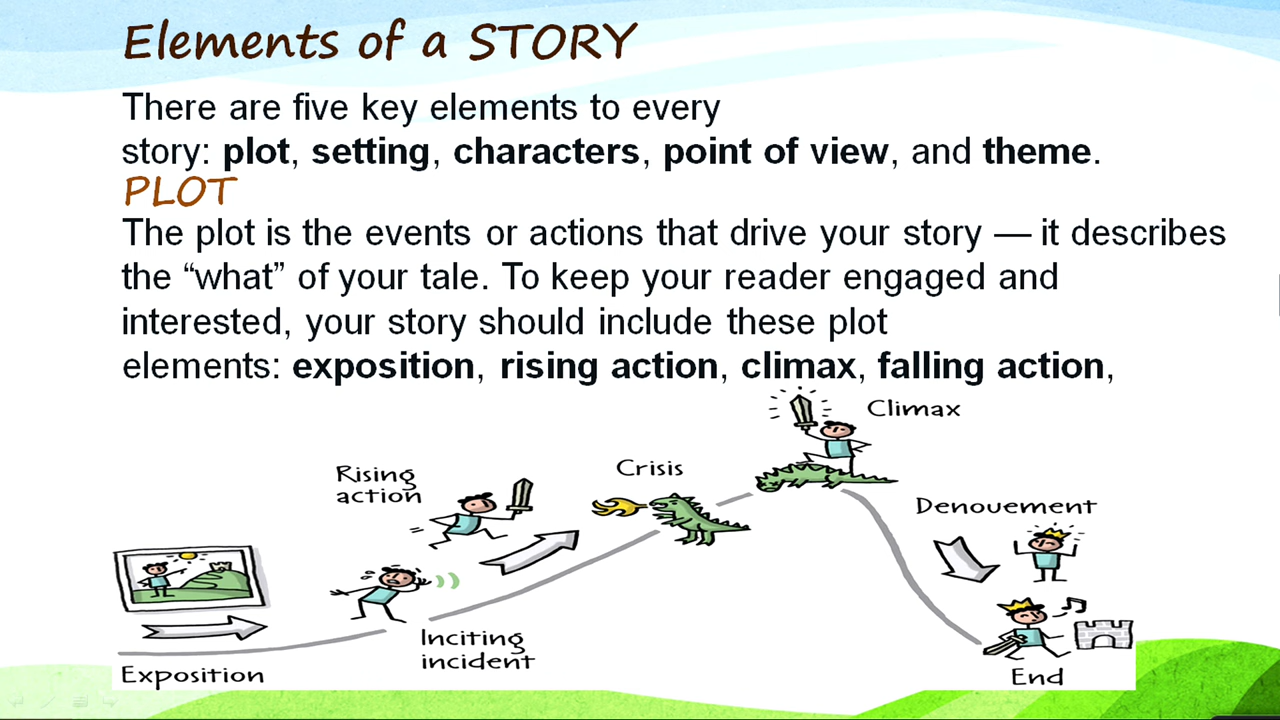 Elements of a STORY
There are five key elements to every
story: plot, setting, characters, point of view, and theme.
PLOT
The plot is the events or actions that drive your story — it describes
the “what” of your tale. To keep your reader engaged and
interested, your story should include these plot
elements: exposition, rising action, climax, falling action,
Climax
Rising
action
Crisis
Denouement
Inciting
incident
Exposition
End